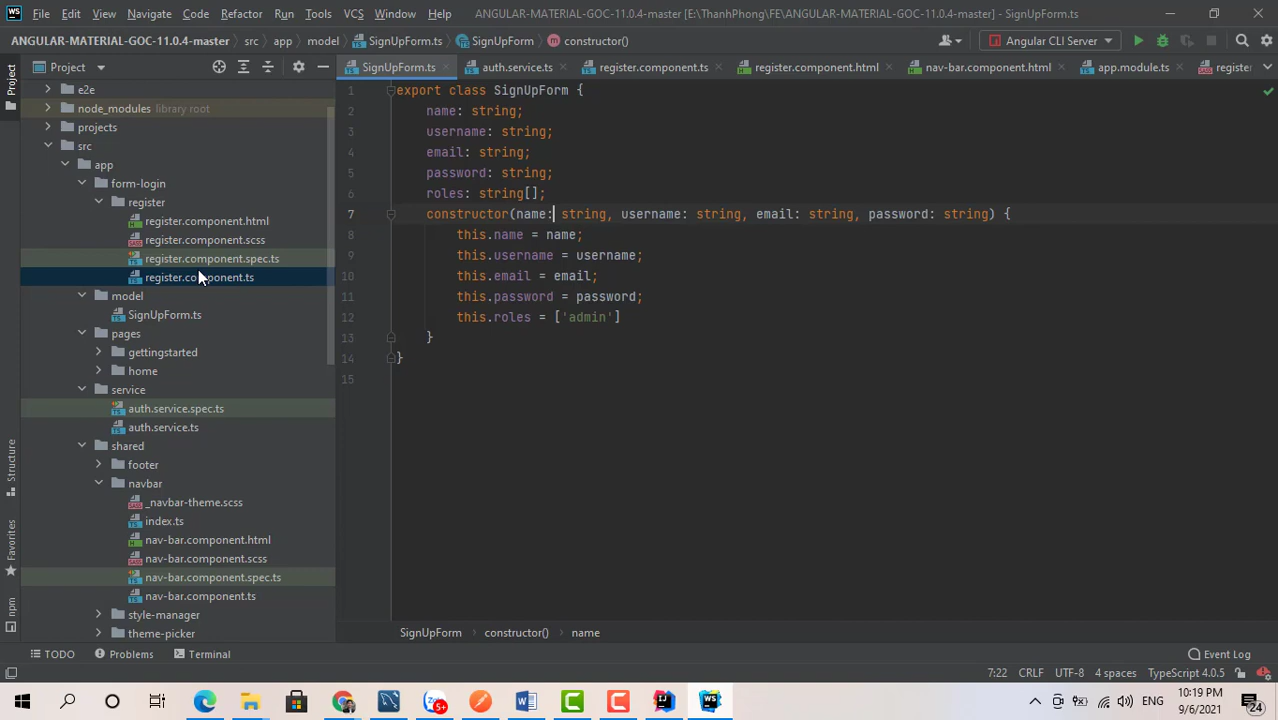 File Edit View Navigate Code Refactor Run Tools VCS Window Help ANGULAR-MATERIAL-GOC-11.0.4-master [E:\ThanhPhong\FE\ANGULAR-MATERIAL-GOC-11.0.4-master] - SignUpForm.ts
ANGULAR-MATERIAL-GOC-11.0.4-master src app model SignUpForm.ts SignUpForm constructor() Angular CLI Server
Project
SignUpForm.ts auth.service.ts register.component.ts register.component.html nav-bar.component.html app.module.ts register
Project
e2e
node_modules library root
projects
src
app
form-login
register
register.component.html
register.component.scss
register.component.spec.ts
register.component.ts
model
SignUpForm.ts
pages
gettingstarted
home
service
auth.service.spec.ts
auth.service.ts
shared
footer
navbar
_navbar-theme.scss
index.ts
nav-bar.component.html
nav-bar.component.scss
nav-bar.component.spec.ts
nav-bar.component.ts
style-manager
theme-picker
Structure
Favorites
npm
1 export class SignUpForm {
2 name: string;
3 username: string;
4 email: string;
5 password: string;
6 roles: string[];
7 constructor(name: string, username: string, email: string, password: string) {
8 this.name = name;
9 this.username = username;
10 this.email = email;
11 this.password = password;
12 this.roles = ['admin']
13 }
14 }
15
SignUpForm constructor() name
TODO Problems Terminal Event Log
7:22 CRLF UTF-8 4 spaces TypeScript 4.0.5
5+
ENG
10:19 PM
9/6/2021
24